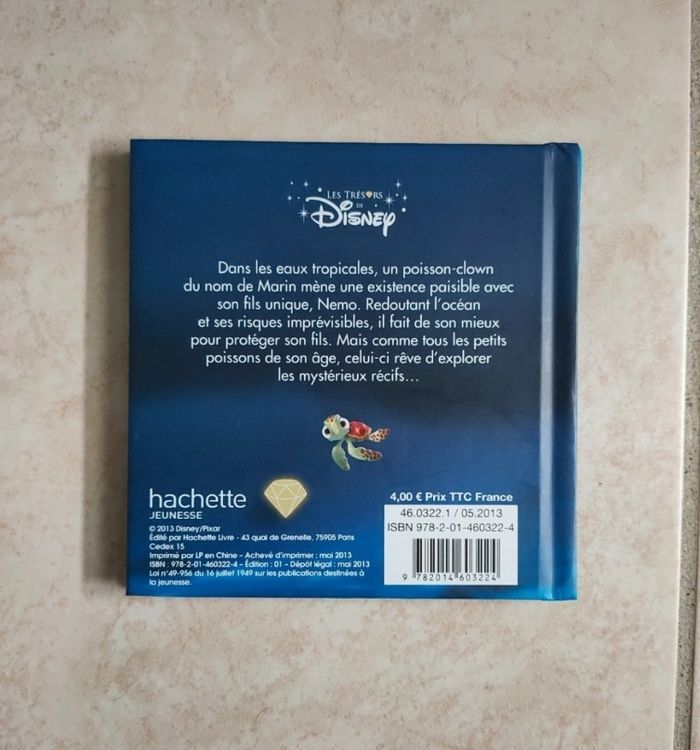 Les Trésors
de
Disney
Dans les eaux tropicales, un poisson-clown
du nom de Marin mène une existence paisible avec
son fils unique, Nemo. Redoutant l'océan
et ses risques imprévisibles, il fait de son mieux
pour protéger son fils. Mais comme tous les petits
poissons de son âge, celui-ci rêve d'explorer
les mystérieux récifs...
hachette
JEUNESSE
© 2013 Disney/Pixar
Édité par Hachette Livre - 43 quai de Grenelle, 75905 Paris
Cedex 15
Imprimé par LP en Chine - Achevé d'imprimer : mai 2013
ISBN : 978-2-01-460322-4 - Édition : 01 - Dépôt légal : mai 2013
Loi n°49-956 du 16 juillet 1949 sur les publications destinées à
la jeunesse.
4,00 € Prix TTC France
46.0322.1 / 05.2013
ISBN 978-2-01-460322-4
9 782014 603224